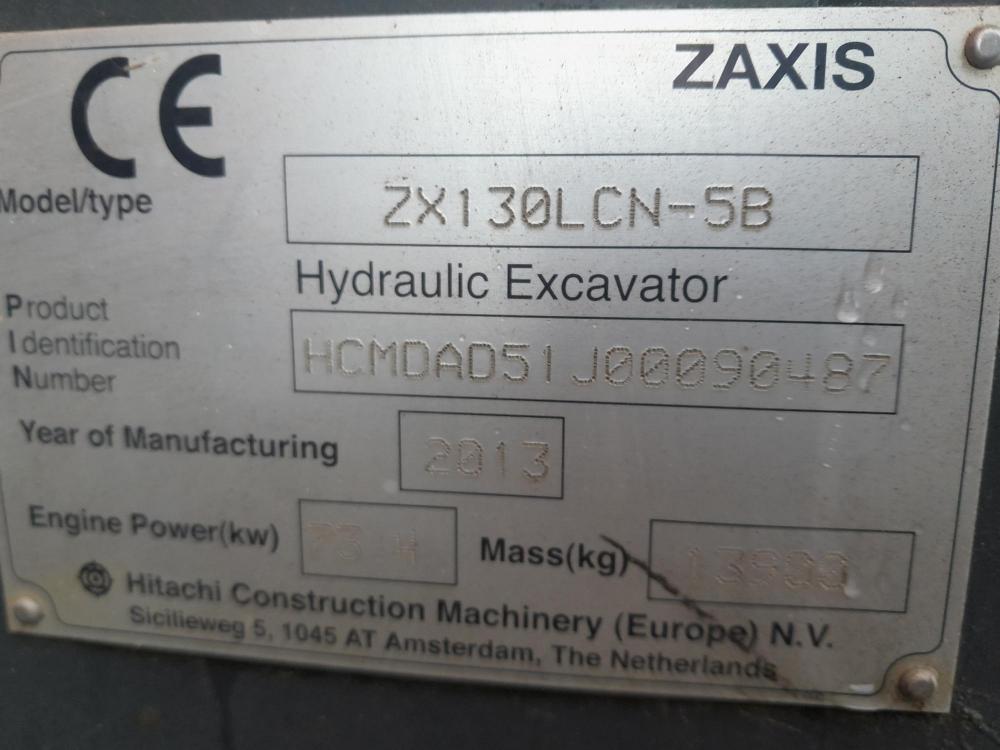 CE
ZAXIS
Model/type
ZX130LCN-5B
Hydraulic Excavator
Product
Identification
Number
HCMDAD51J00090487
Year of Manufacturing
2013
Engine Power(kw)
73
Mass(kg)
Hitachi Construction Machinery (Europe) N.V.
Sicilieweg 5, 1045 AT Amsterdam, The Netherlands